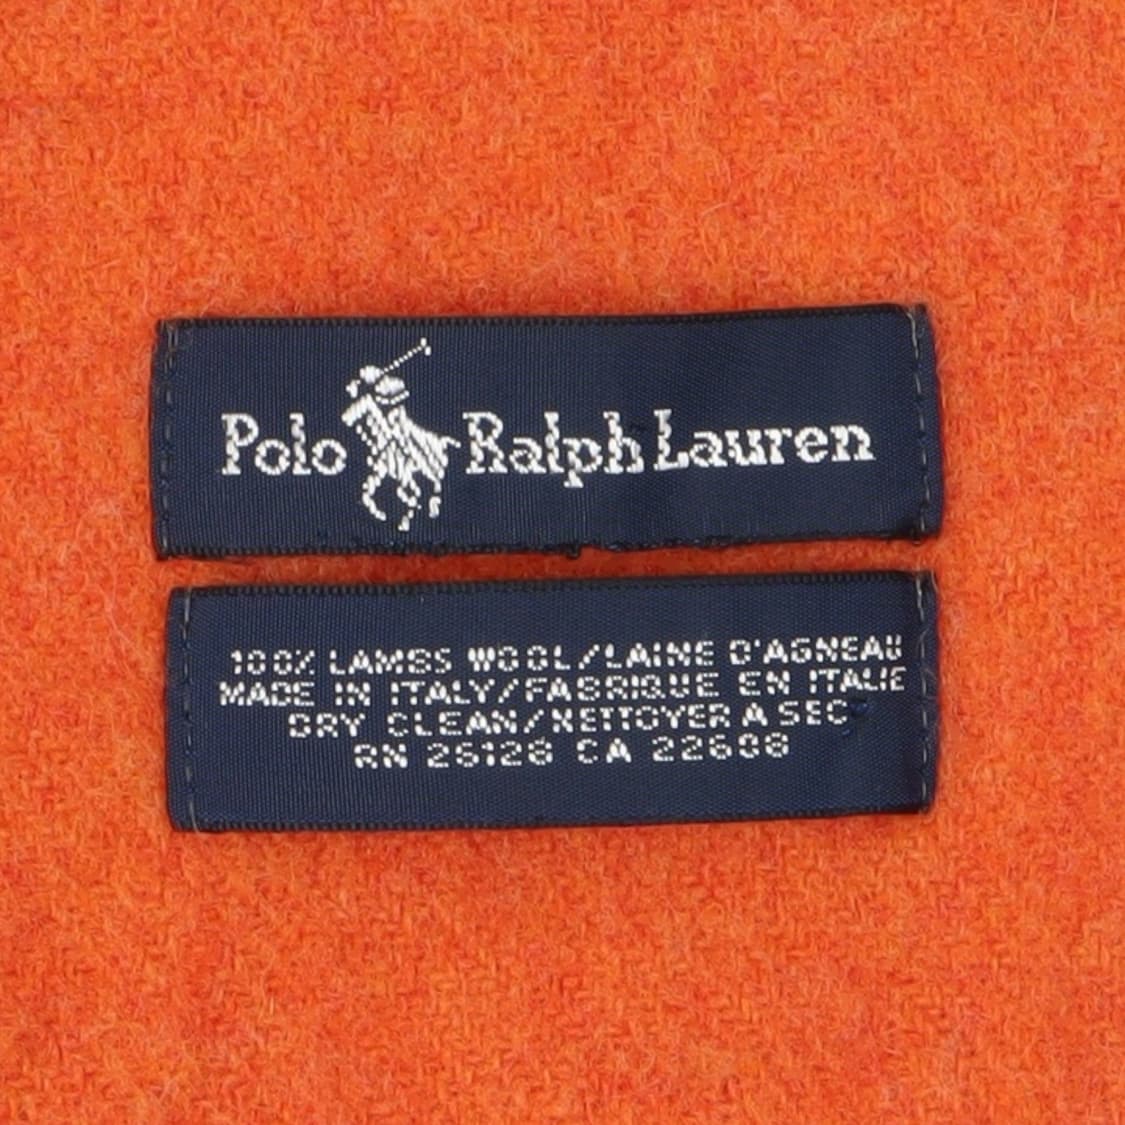 Polo Ralph Lauren
100% LAMBS WOOL/LAINE D'AGNEAU
MADE IN ITALY/FABRIQUE EN ITALIE
DRY CLEAN/NETTOYER A SEC
RN 26128 CA 22608